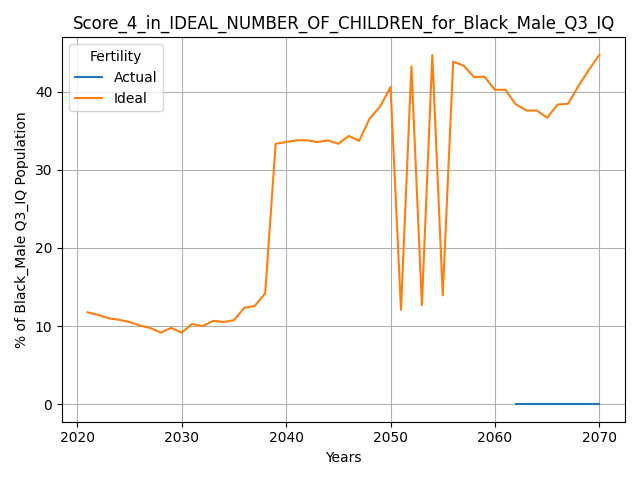 Score_4_in_IDEAL_NUMBER_OF_CHILDREN_for_Black_Male_Q3_IQ
Fertility
Actual
Ideal
% of Black_Male Q3_IQ Population
40
30
20
10
0
2020 2030 2040 2050 2060 2070
Years